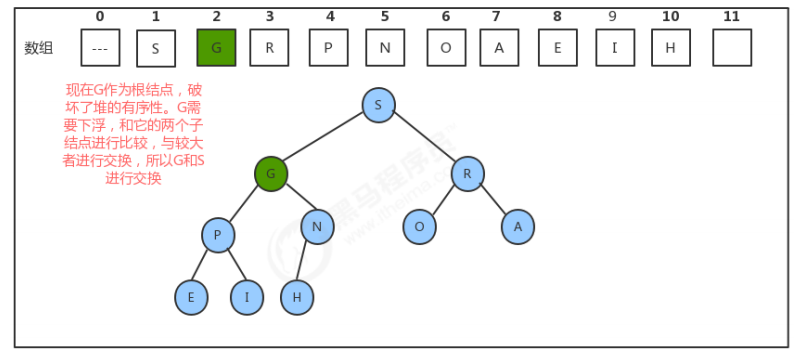 0 1 2 3 4 5 6 7 8 9 10 11
数组 --- S G R P N O A E I H
现在G作为根结点，破
坏了堆的有序性。G需
要下浮，和它的两个子
结点进行比较，与较大
者进行交换，所以G和S
进行交换
S
G R
P N O A
E I H
黑马程序员
www.itheima.com